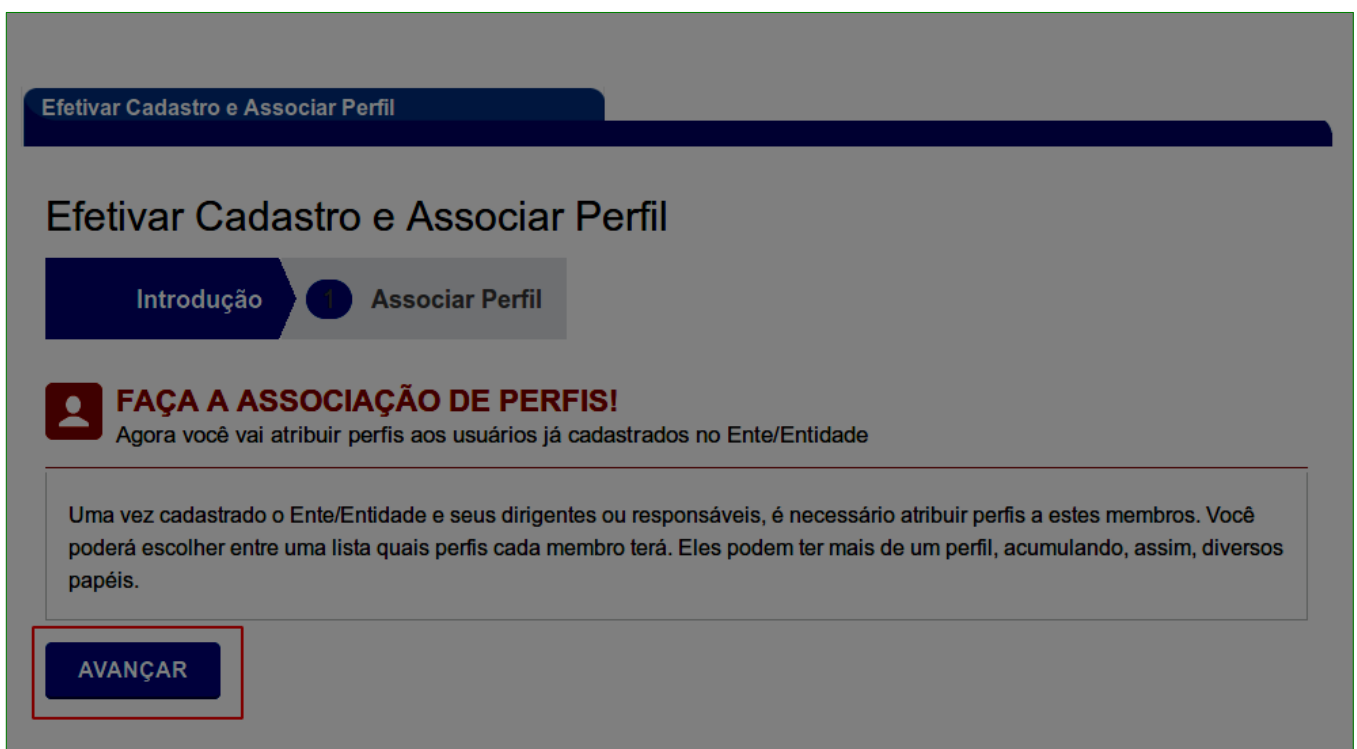 Efetivar Cadastro e Associar Perfil
Efetivar Cadastro e Associar Perfil
Introdução 1 Associar Perfil
FAÇA A ASSOCIAÇÃO DE PERFIS!
Agora você vai atribuir perfis aos usuários já cadastrados no Ente/Entidade
Uma vez cadastrado o Ente/Entidade e seus dirigentes ou responsáveis, é necessário atribuir perfis a estes membros. Você
poderá escolher entre uma lista quais perfis cada membro terá. Eles podem ter mais de um perfil, acumulando, assim, diversos
papéis.
AVANÇAR